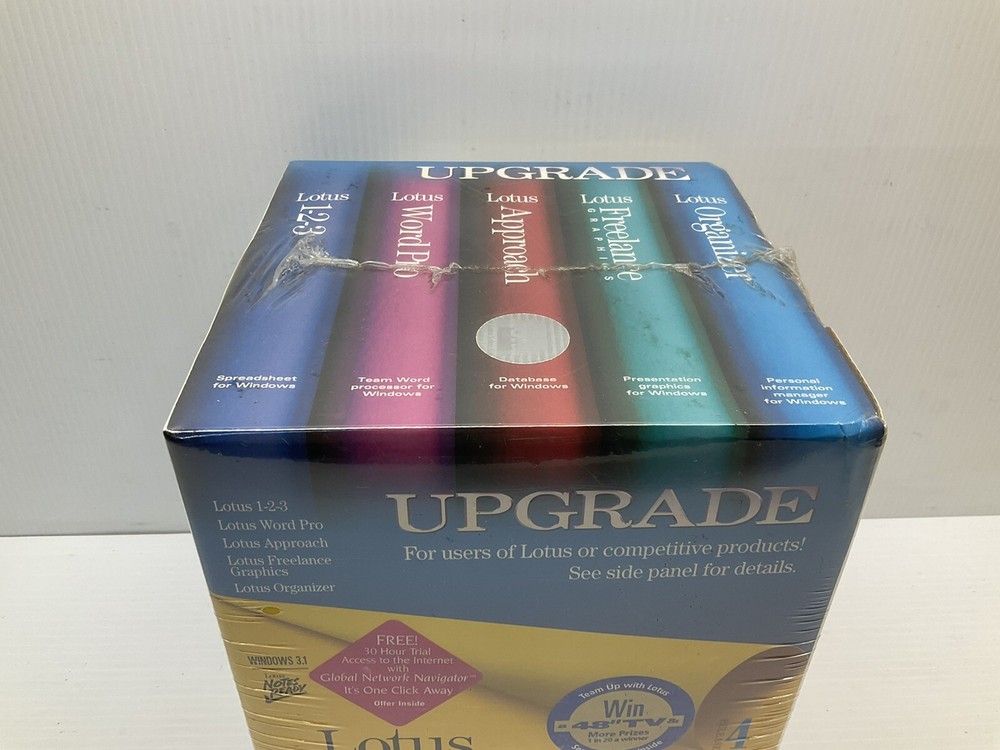 UPGRADE
Lotus 1-2-3
Lotus Word Pro
Lotus Approach
Lotus Freelance
GRAPHICS
Lotus Organizer
Spreadsheet
for Windows
Team Word
processor for
Windows
Database
for Windows
Presentation
graphics
for Windows
Personal
information
manager
for Windows
Lotus 1-2-3
Lotus Word Pro
Lotus Approach
Lotus Freelance
Graphics
Lotus Organizer
UPGRADE
For users of Lotus or competitive products!
See side panel for details.
WINDOWS 3.1
Lotus
NOTES
READY
FREE!
30 Hour Trial
Access to the Internet
with
Global Network Navigator™
It's One Click Away
Offer Inside
Team Up with Lotus
Win
a 48" TV &
More Prizes
1 in 20 a winner
Lotus
4